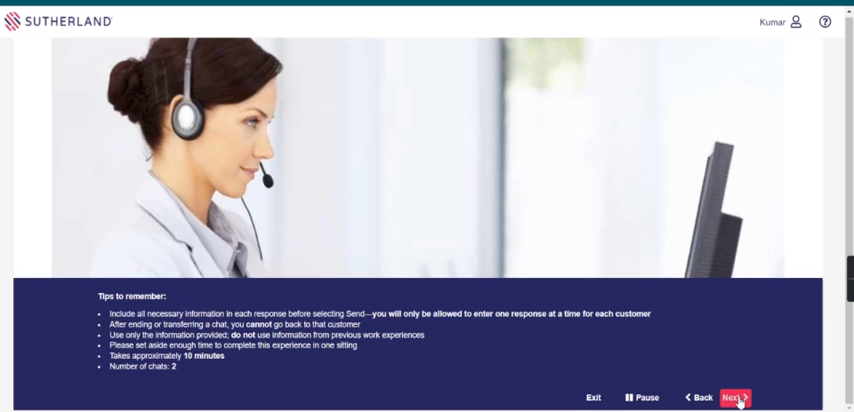 SUTHERLAND
Kumar
Tips to remember:
• Include all necessary information in each response before selecting Send—you will only be allowed to enter one response at a time for each customer
• After ending or transferring a chat, you cannot go back to that customer
• Use only the information provided; do not use information from previous work experiences
• Please set aside enough time to complete this experience in one sitting
• Takes approximately 10 minutes
• Number of chats: 2
Exit Pause Back Next